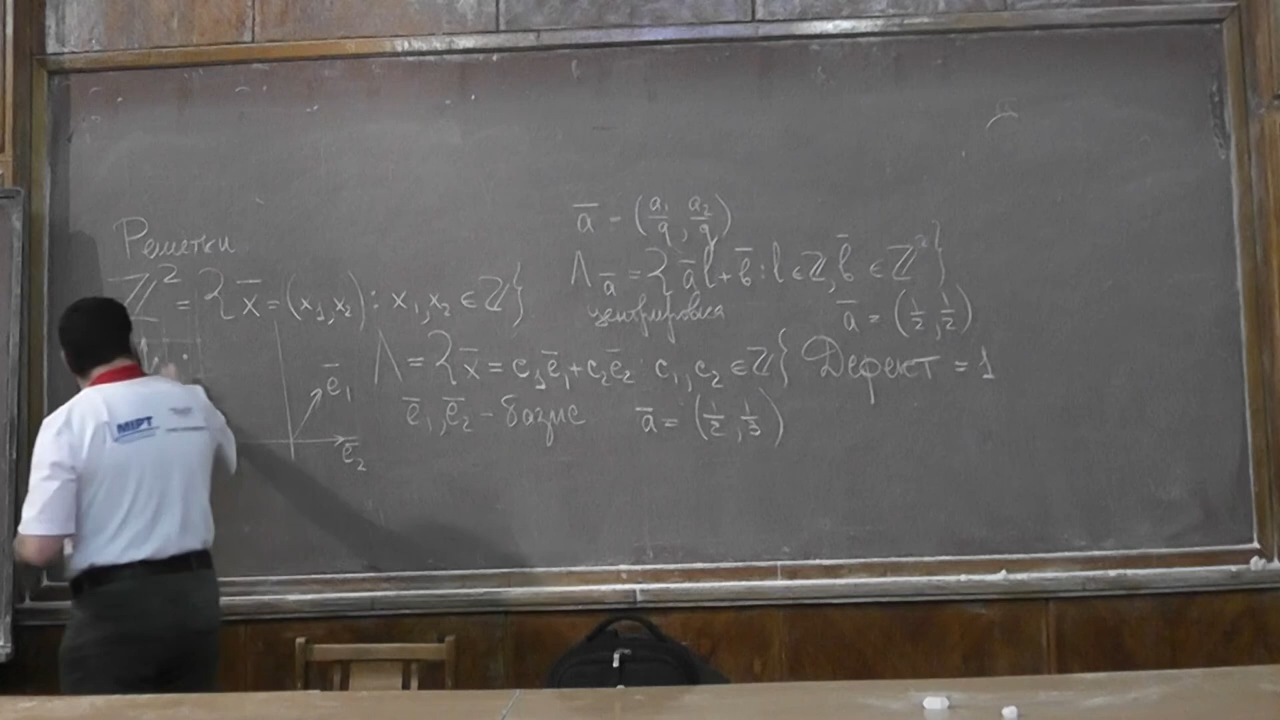 Решетки
ℤ² = { x̄ = (x₁, x₂) : x₁, x₂ ∈ ℤ }
ē₁
ē₂
Λ = { x̄ = c₁ē₁ + c₂ē₂ c₁, c₂ ∈ ℤ }
ē₁, ē₂ – базис
ā = (1/2, 1/3)
ā = (a₁/q, a₂/q)
Λ_ā = { āl + b̄ : l ∈ ℤ, b̄ ∈ ℤ² }
центрировка
ā = (1/2, 1/2)
Дефект = 1
MIPT